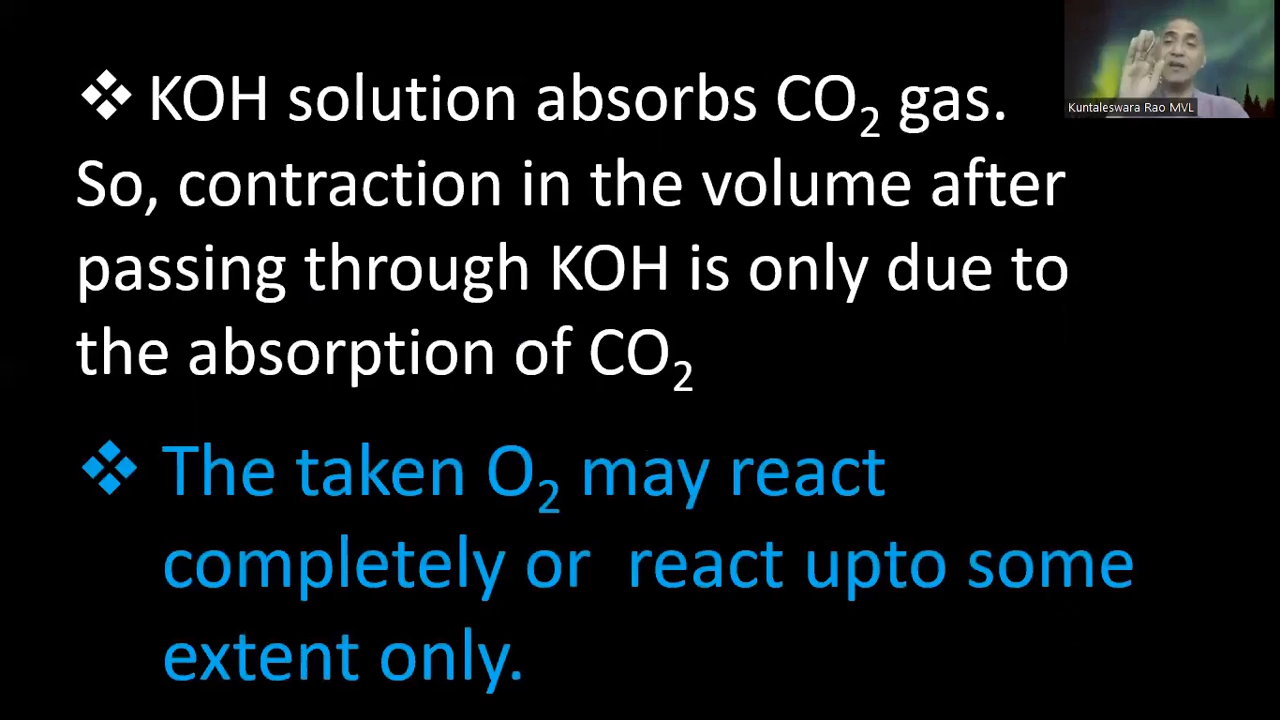 ❖ KOH solution absorbs CO₂ gas.
So, contraction in the volume after
passing through KOH is only due to
the absorption of CO₂
❖ The taken O₂ may react
completely or react upto some
extent only.
Kuntaleswara Rao MVL